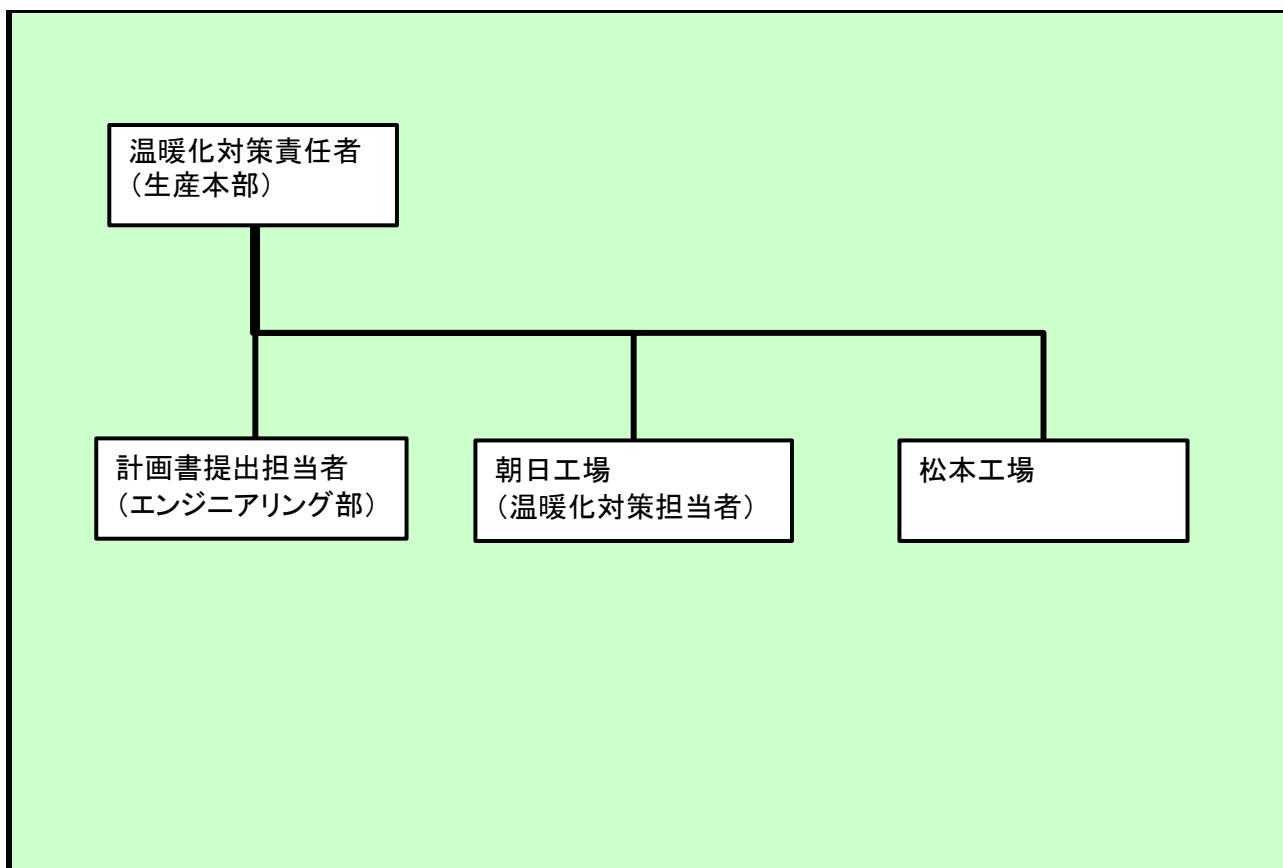 温暖化対策責任者
（生産本部）
計画書提出担当者
（エンジニアリング部）
朝日工場
（温暖化対策担当者）
松本工場